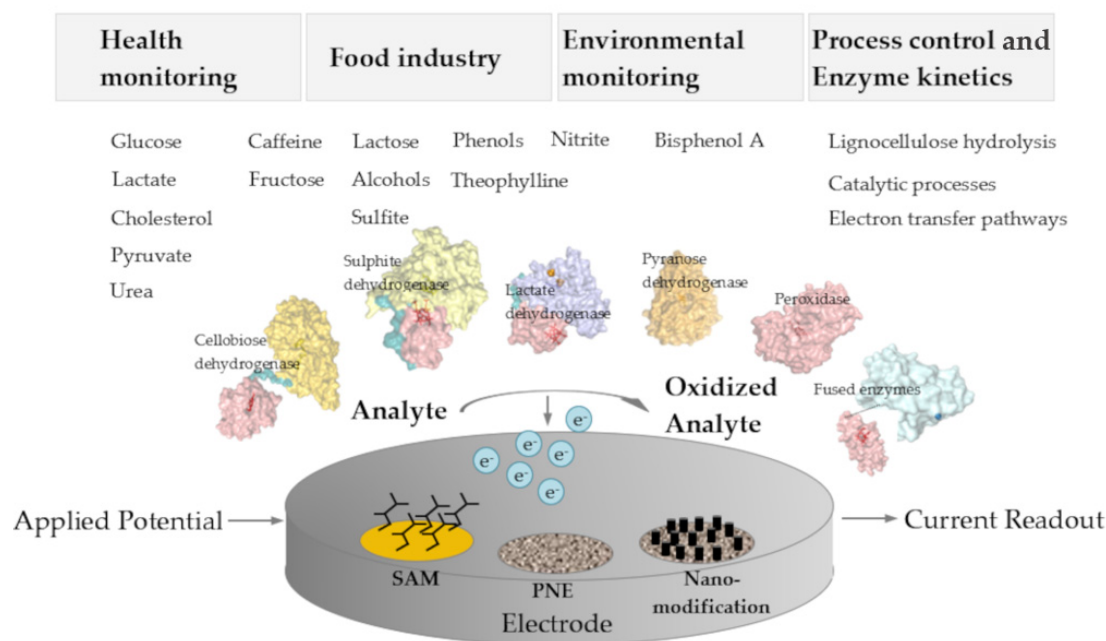 Health
monitoring
Food industry
Environmental
monitoring
Process control and
Enzyme kinetics
Glucose
Caffeine
Lactose
Phenols
Nitrite
Bisphenol A
Lignocellulose hydrolysis
Lactate
Fructose
Alcohols
Theophylline
Catalytic processes
Cholesterol
Sulfite
Electron transfer pathways
Pyruvate
Urea
Sulphite
dehydrogenase
Lactate
dehydrogenase
Pyranose
dehydrogenase
Peroxidase
Cellobiose
dehydrogenase
Fused enzymes
Analyte
Oxidized
Analyte
e-
e-
e-
e-
e-
e-
Applied Potential
Current Readout
SAM
PNE
Nano-
modification
Electrode